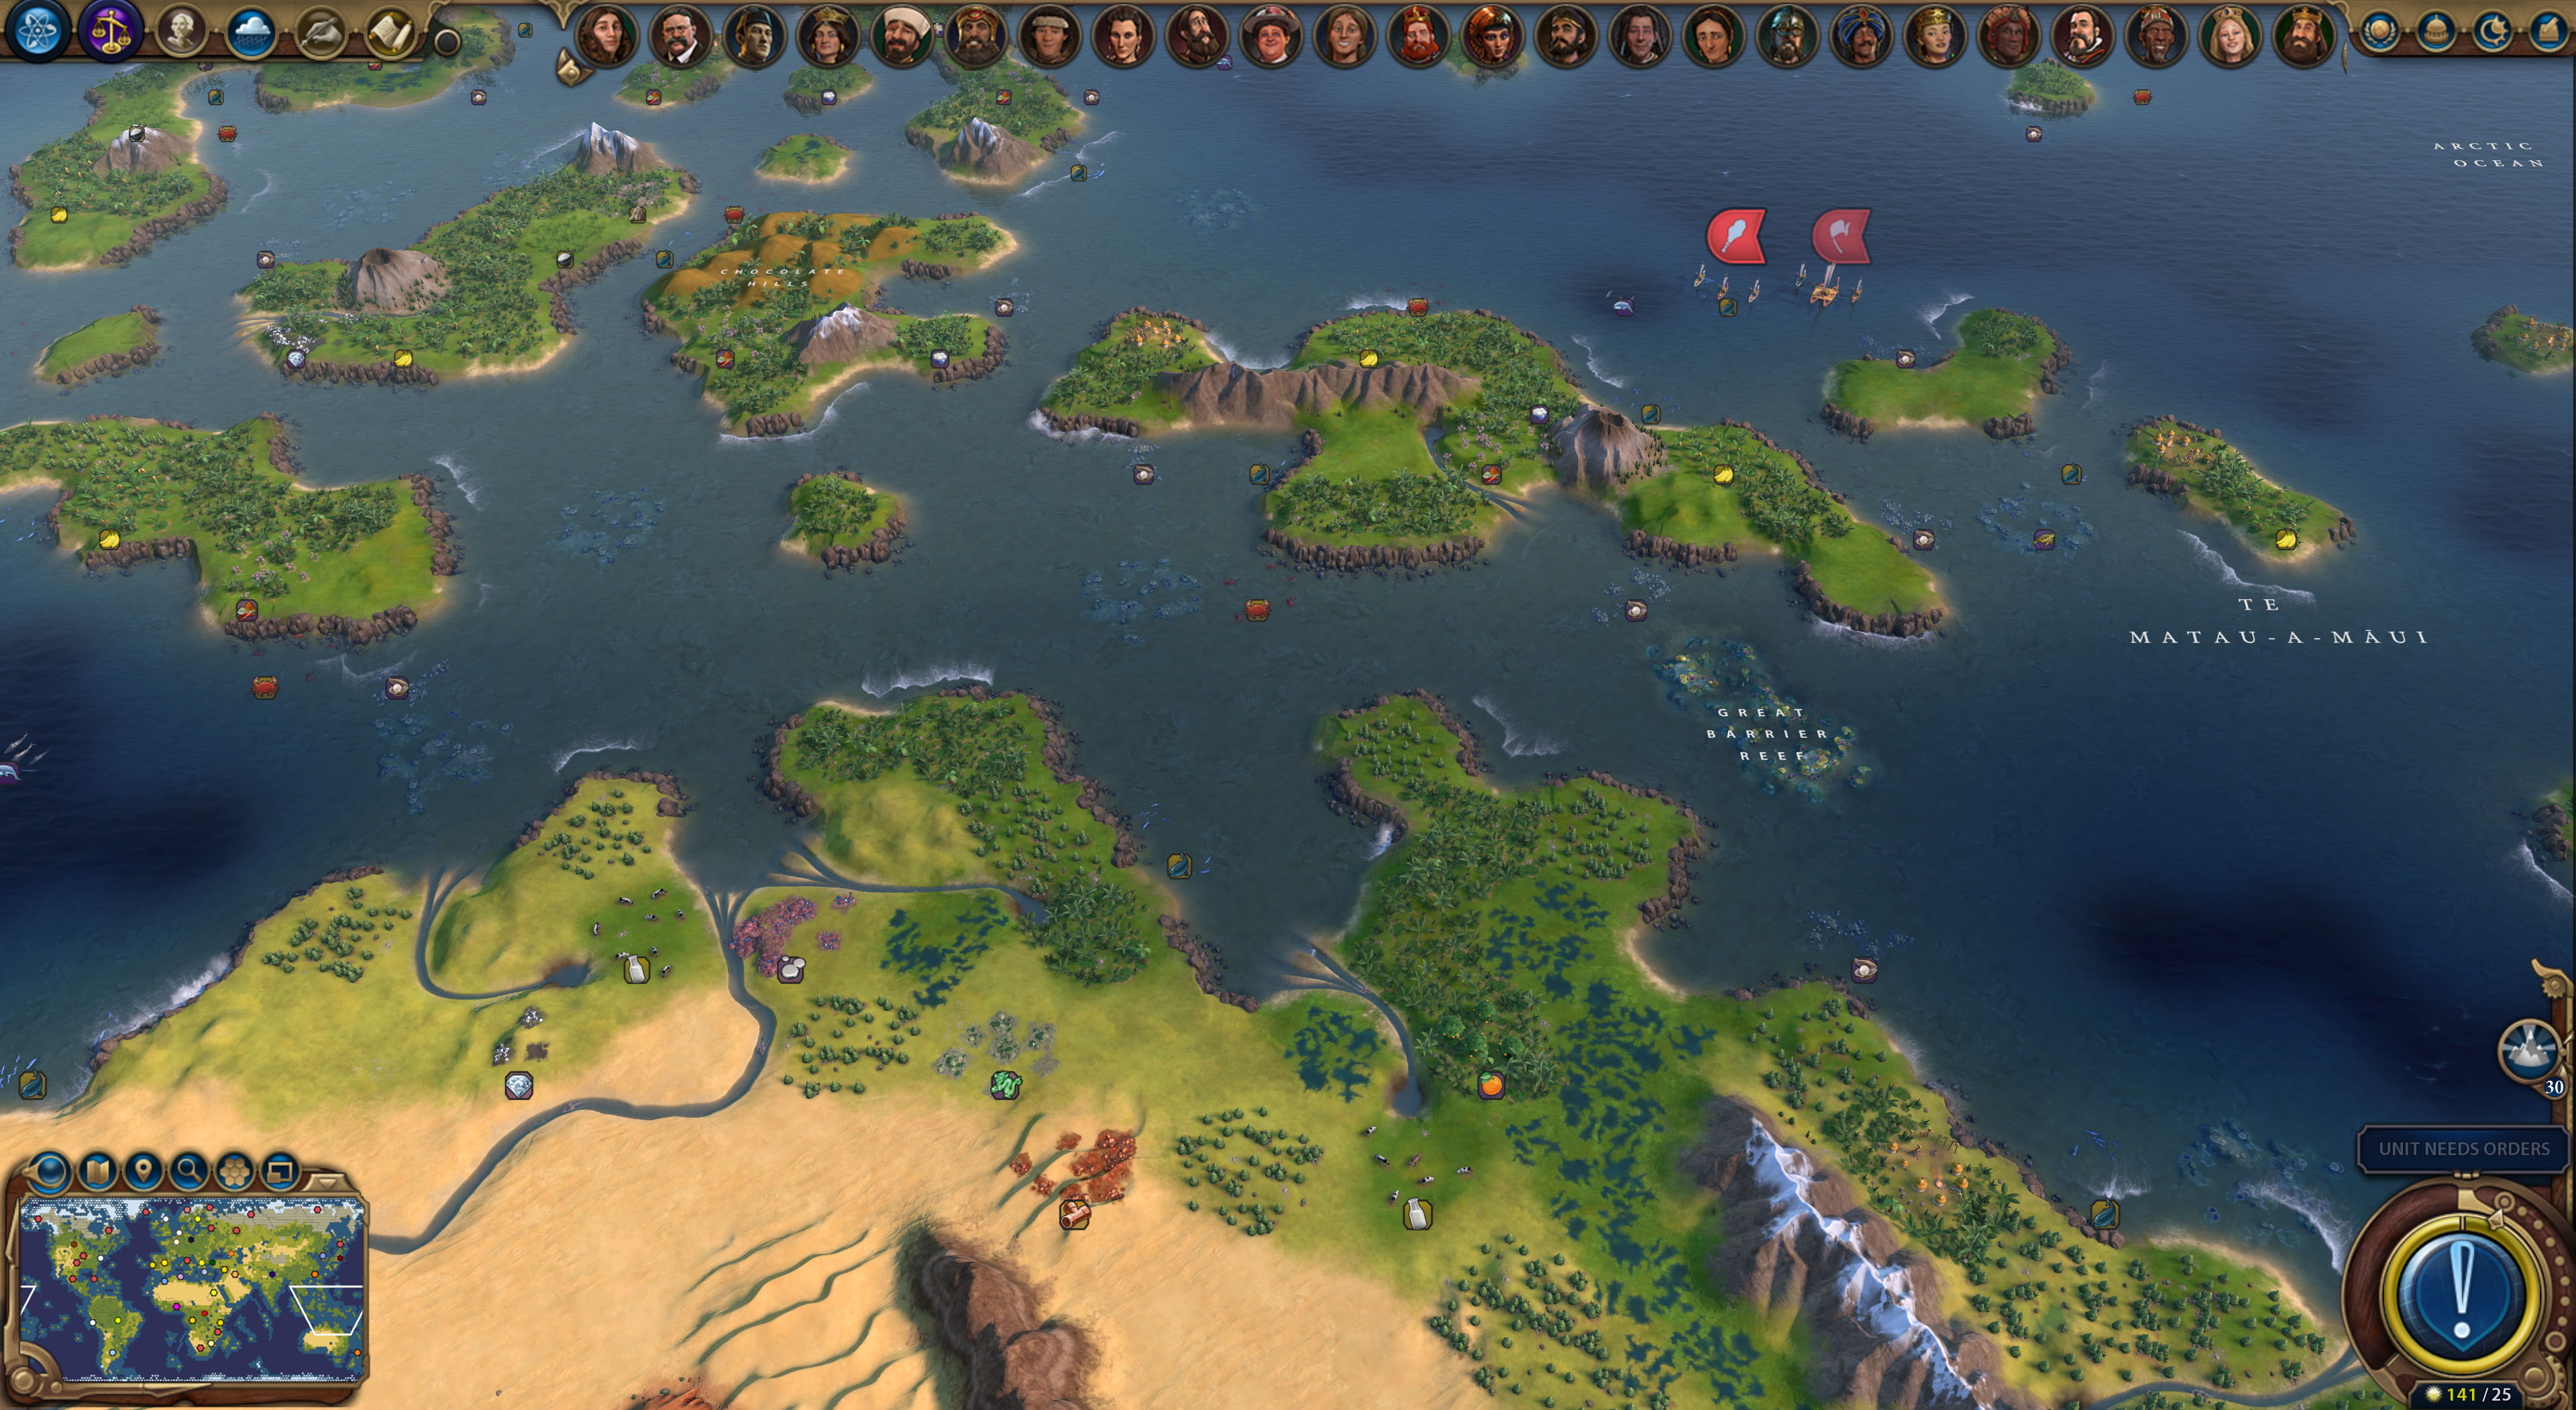 ARCTIC
OCEAN
CHOCOLATE
HILLS
TE
MATAU-A-MĀUI
GREAT
BARRIER
REEF
30
UNIT NEEDS ORDERS
141 / 25